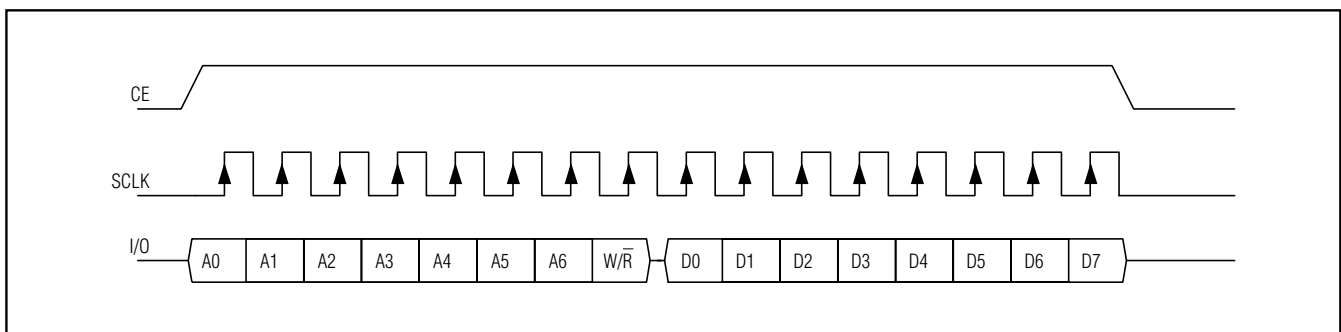 CE
SCLK
I/O A0 A1 A2 A3 A4 A5 A6 W/R̅ D0 D1 D2 D3 D4 D5 D6 D7